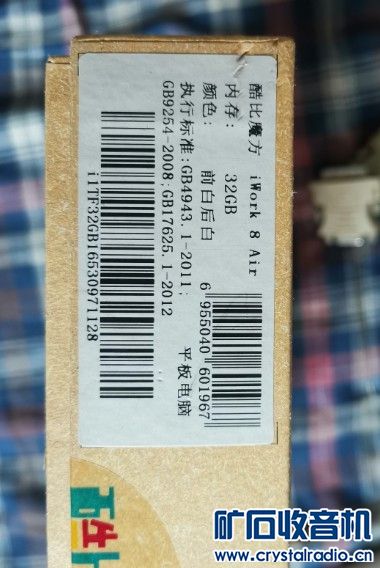 酷比魔方 iWork 8 Air
内存： 32GB
颜色： 前白后白
执行标准:GB4943.1-2011;
GB9254-2008;GB17625.1-2012
平板电脑
6 955040 601967
i1TF32GB16530971128
矿石收音机
www.crystalradio.cn